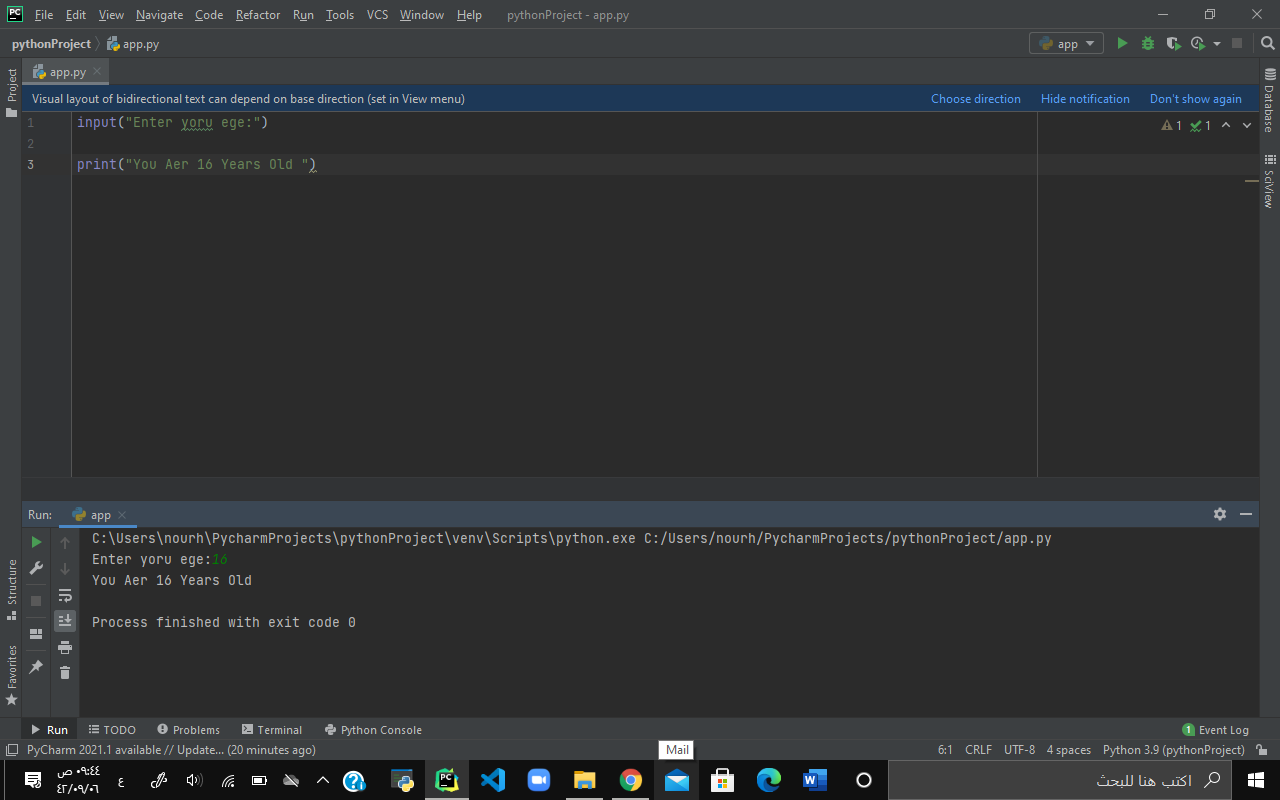 PC File Edit View Navigate Code Refactor Run Tools VCS Window Help pythonProject - app.py
pythonProject app.py app
Project
app.py
Visual layout of bidirectional text can depend on base direction (set in View menu) Choose direction Hide notification Don't show again
Database
1 input("Enter yoru ege:") 1 1
2
3 print("You Aer 16 Years Old ")
SciView
Run: app
C:\Users\nourh\PycharmProjects\pythonProject\venv\Scripts\python.exe C:/Users/nourh/PycharmProjects/pythonProject/app.py
Enter yoru ege:16
You Aer 16 Years Old
Process finished with exit code 0
Structure
Favorites
Run TODO Problems Terminal Python Console 1 Event Log
PyCharm 2021.1 available // Update... (20 minutes ago) 6:1 CRLF UTF-8 4 spaces Python 3.9 (pythonProject)
Mail
٠٩:٤٤ ص
٤٢/٠٩/٠٦
ع
PC
W
اكتب هنا للبحث